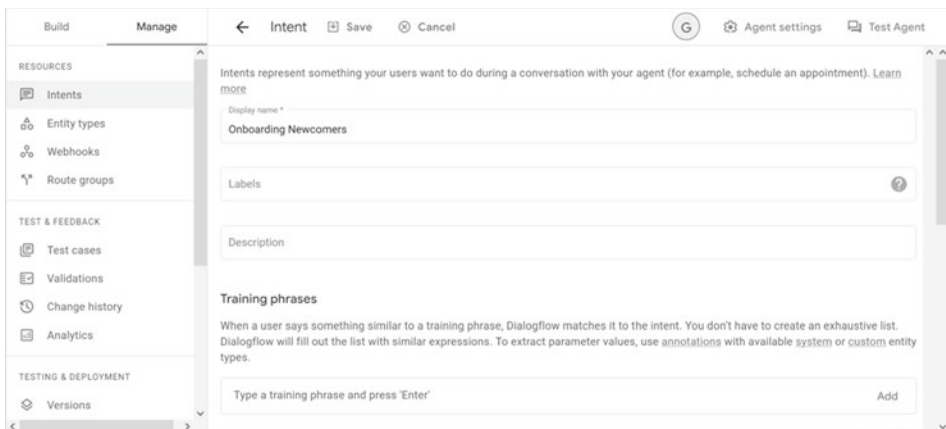 Build
Manage
Intent
Save
Cancel
G
Agent settings
Test Agent
RESOURCES
Intents
Entity types
Webhooks
Route groups
TEST & FEEDBACK
Test cases
Validations
Change history
Analytics
TESTING & DEPLOYMENT
Versions
Intents represent something your users want to do during a conversation with your agent (for example, schedule an appointment). Learn
more
Display name *
Onboarding Newcomers
Labels
?
Description
Training phrases
When a user says something similar to a training phrase, Dialogflow matches it to the intent. You don't have to create an exhaustive list.
Dialogflow will fill out the list with similar expressions. To extract parameter values, use annotations with available system or custom entity
types.
Type a training phrase and press 'Enter'
Add